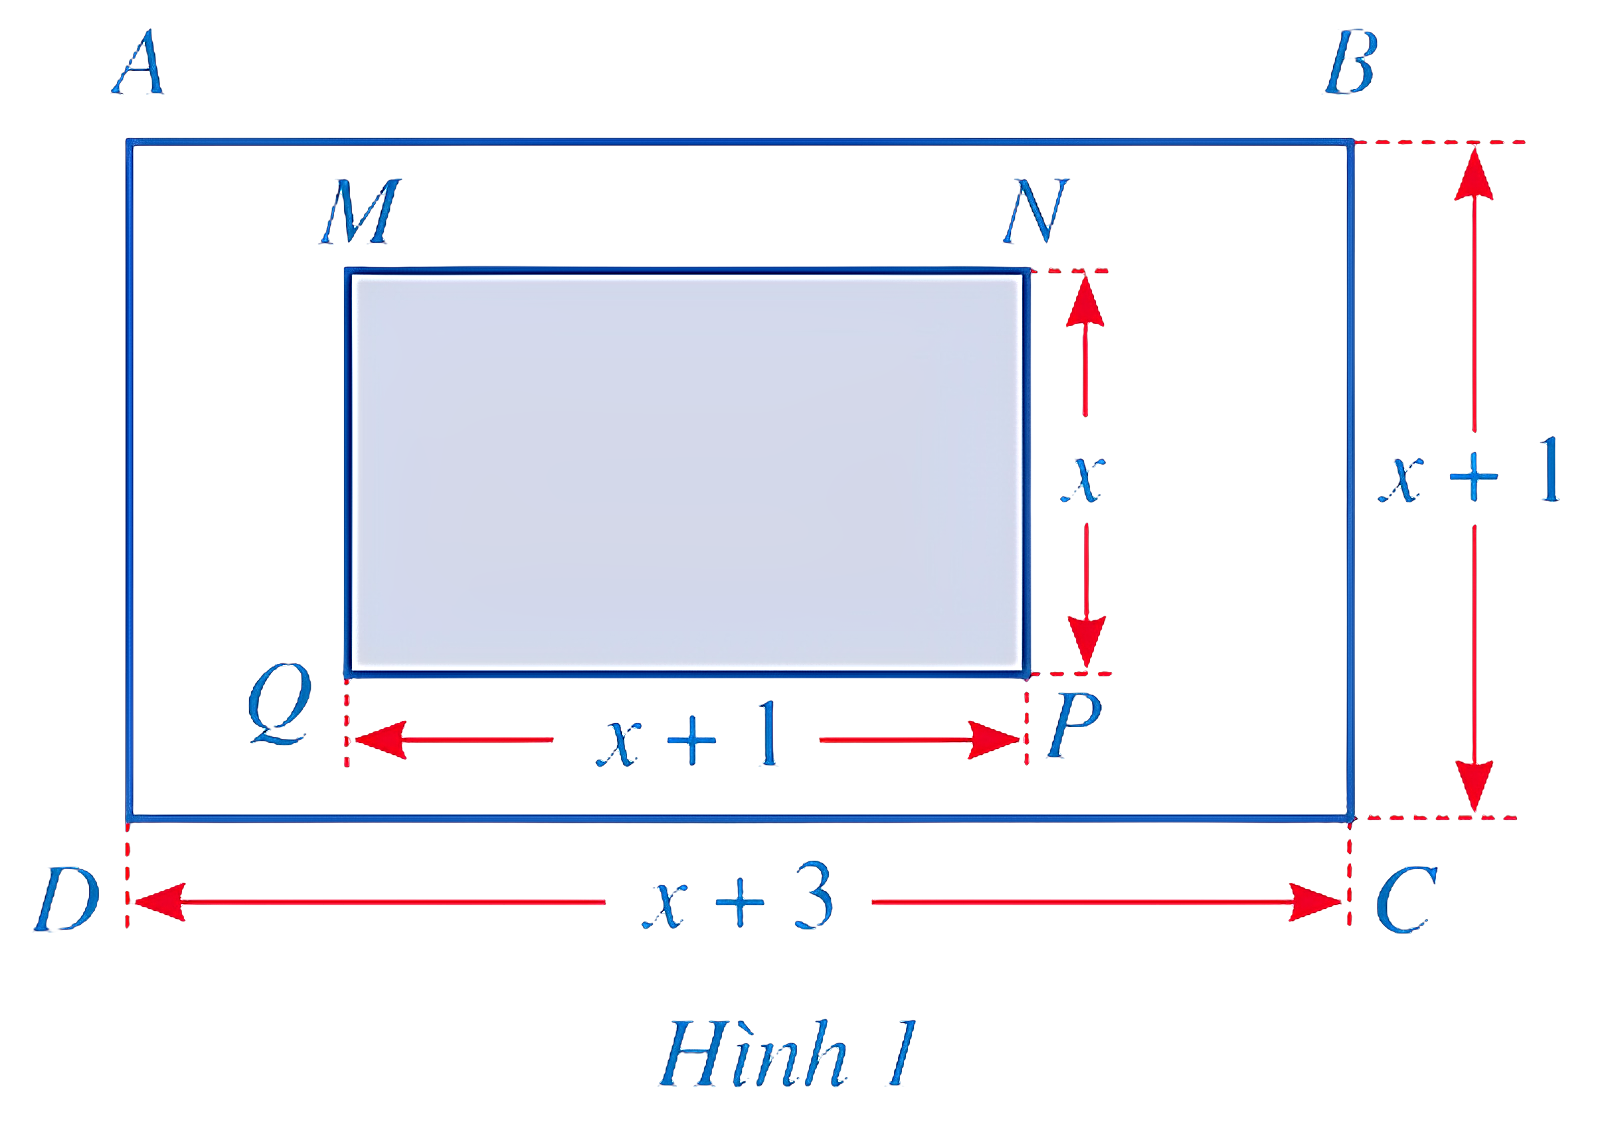 A B
M N
x
x + 1
Q x + 1 P
D x + 3 C
Hình 1